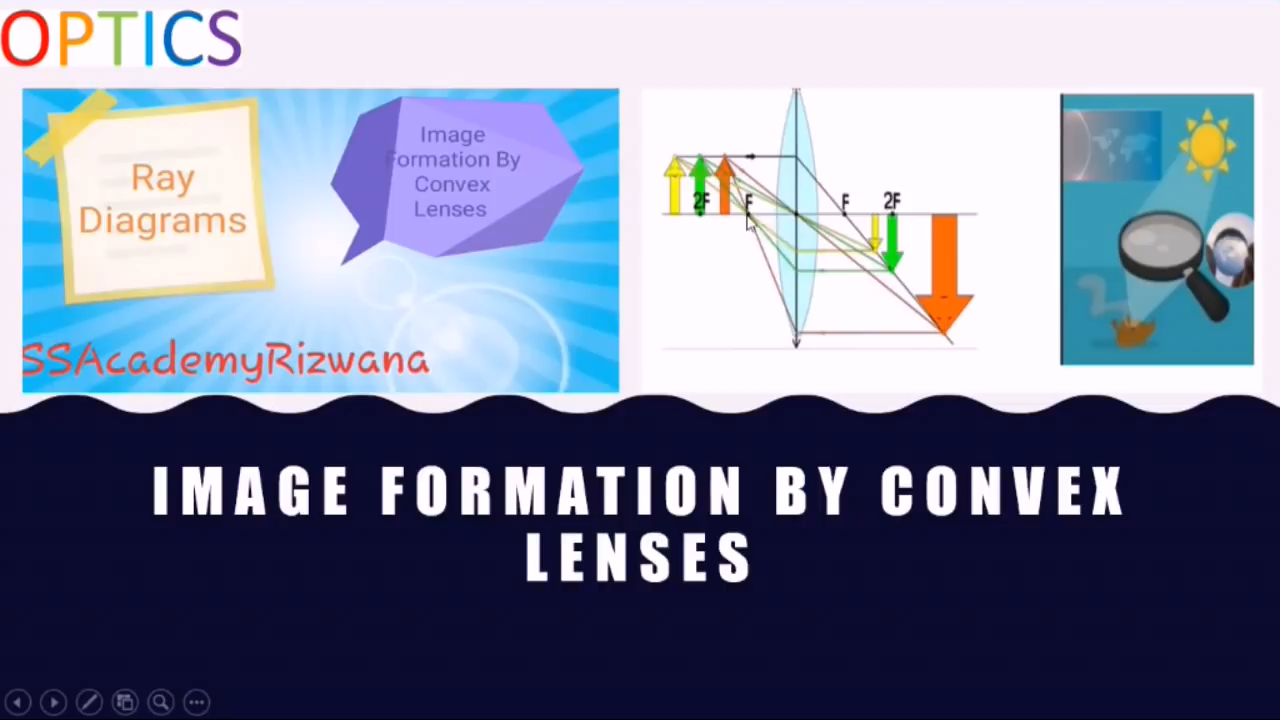 OPTICS
Ray
Diagrams
Image
Formation By
Convex
Lenses
SSAcademyRizwana
2F
F
F
2F
IMAGE FORMATION BY CONVEX
LENSES